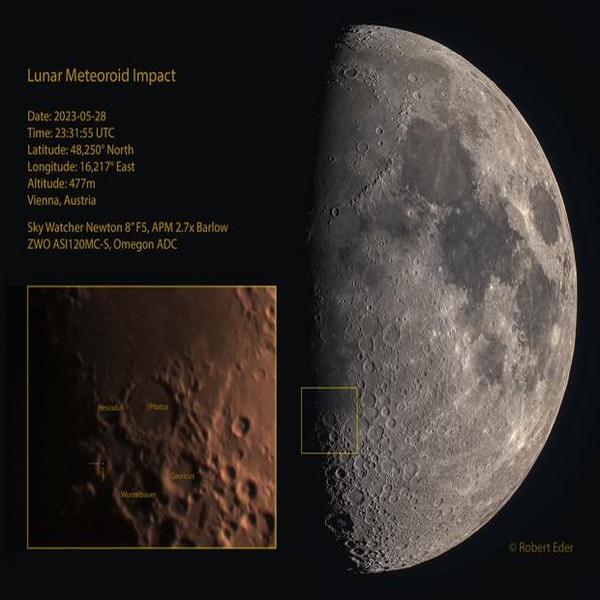 Lunar Meteoroid Impact
Date: 2023-05-28
Time: 23:31:55 UTC
Latitude: 48,250° North
Longitude: 16,217° East
Altitude: 477m
Vienna, Austria
Sky Watcher Newton 8" F5, APM 2.7x Barlow
ZWO ASI120MC-S, Omegon ADC
Hesiodus
Pitatus
Gauricus
Wurzelbauer
© Robert Eder